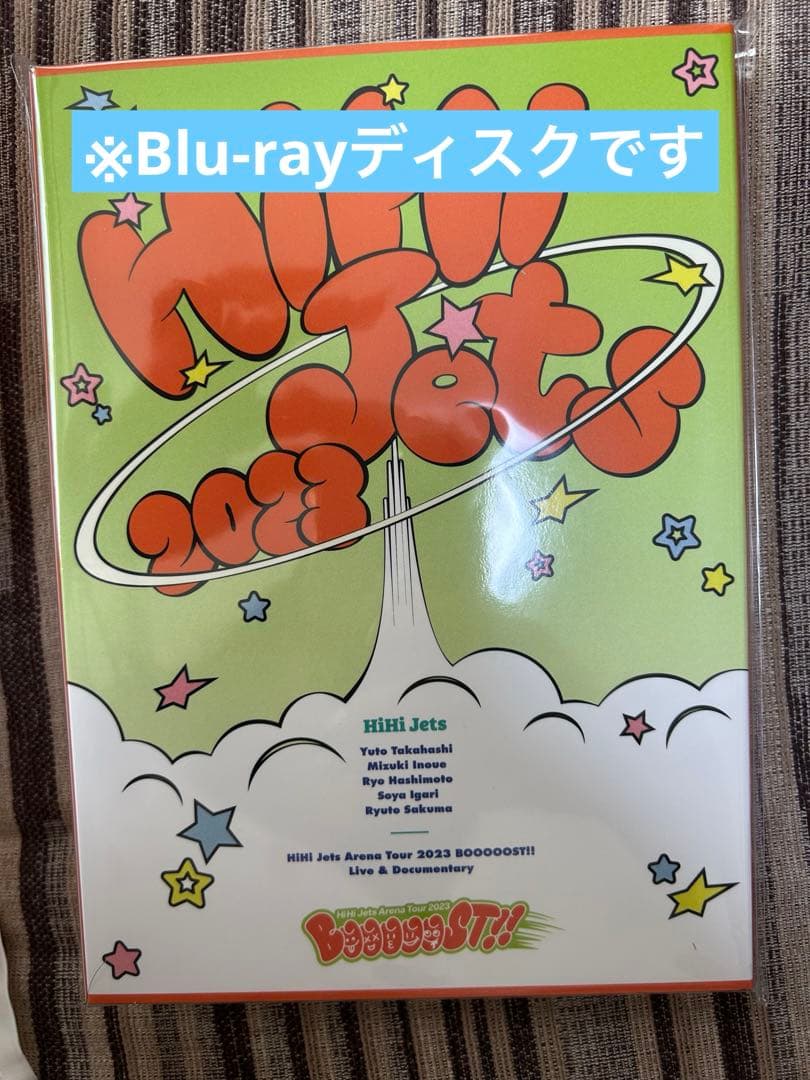 ※Blu-rayディスクです
HiHi
Jets
2023
HiHi Jets
Yuto Takahashi
Mizuki Inoue
Ryo Hashimoto
Soya Igari
Ryuto Sakuma
HiHi Jets Arena Tour 2023 BOOOOOST!!
Live & Documentary
HiHi Jets Arena Tour 2023
BOOOOOST!!